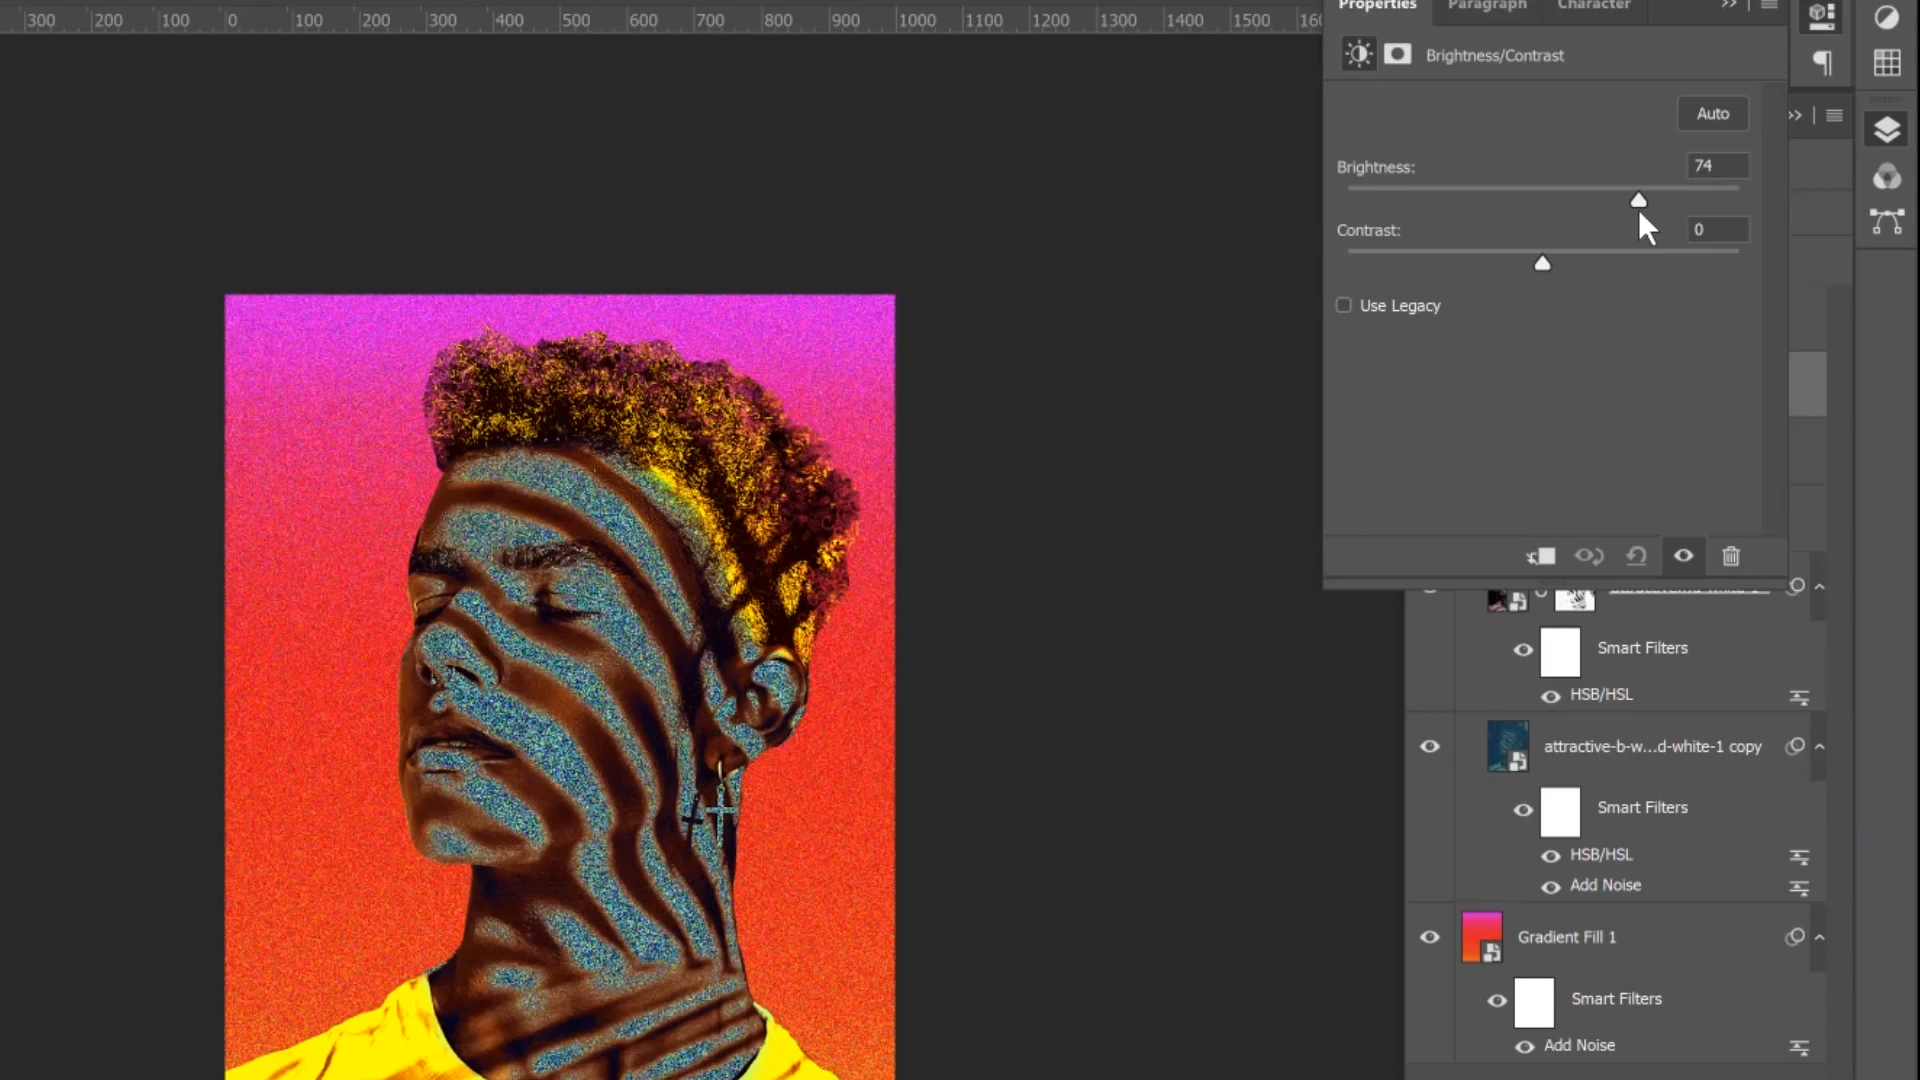 300 200 100 0 100 200 300 400 500 600 700 800 900 1000 1100 1200 1300 1400 1500
Properties Paragraph Character
Brightness/Contrast
Auto
Brightness: 74
Contrast: 0
Use Legacy
Smart Filters
HSB/HSL
attractive-b-w...d-white-1 copy
Smart Filters
HSB/HSL
Add Noise
Gradient Fill 1
Smart Filters
Add Noise